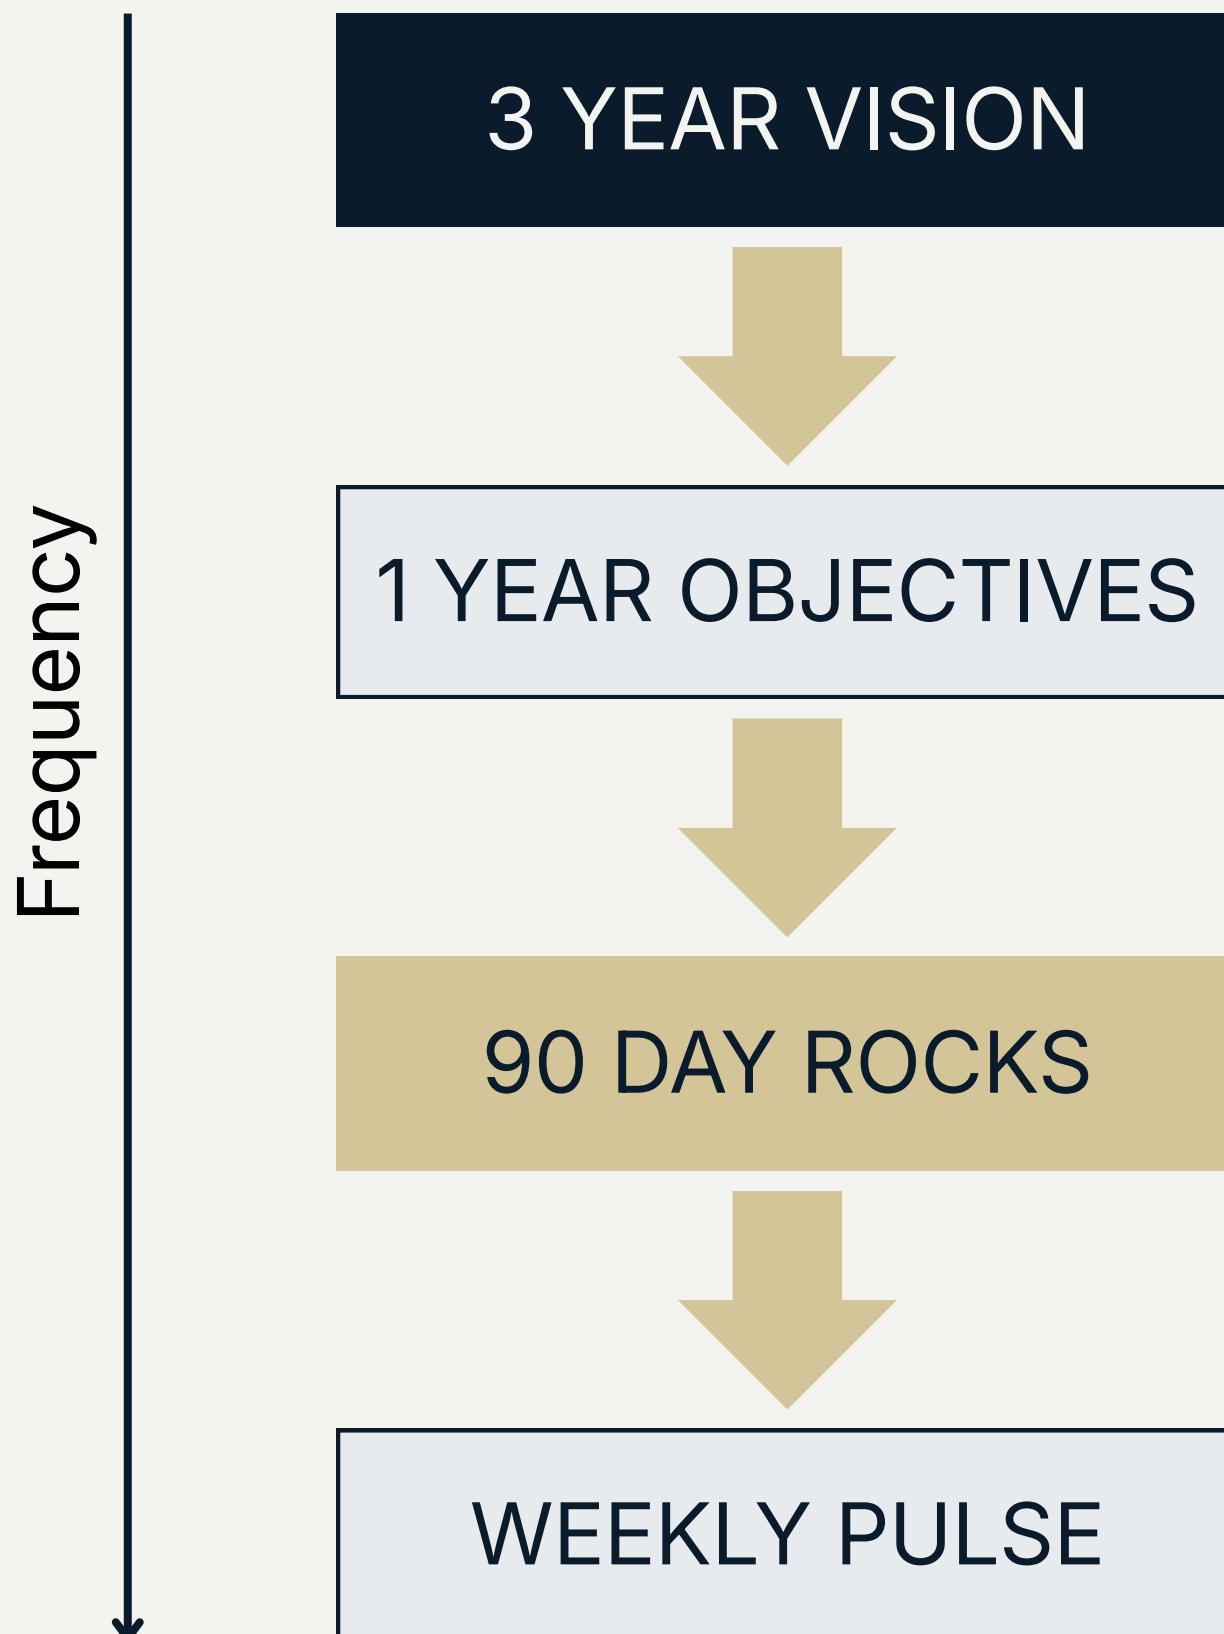 3 YEAR VISION
1 YEAR OBJECTIVES
Frequency
90 DAY ROCKS
WEEKLY PULSE